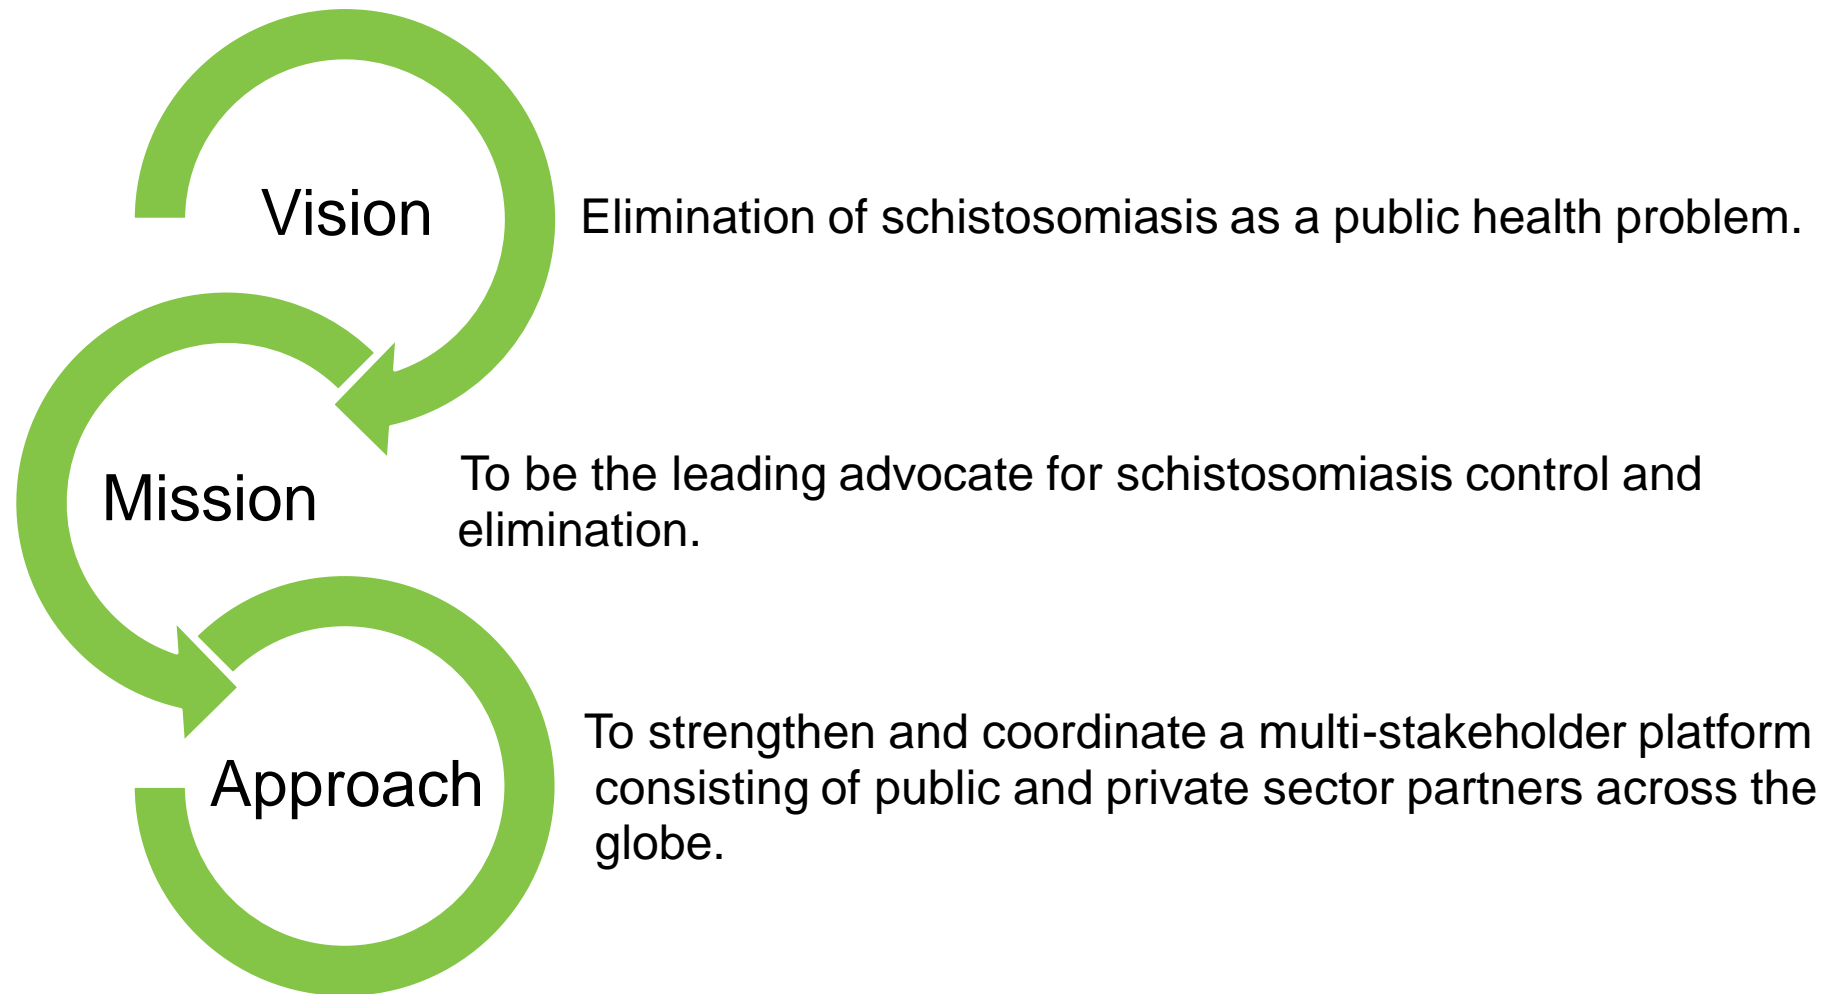 Vision
Elimination of schistosomiasis as a public health problem.
Mission
To be the leading advocate for schistosomiasis control and
elimination.
Approach
To strengthen and coordinate a multi-stakeholder platform
consisting of public and private sector partners across the
globe.